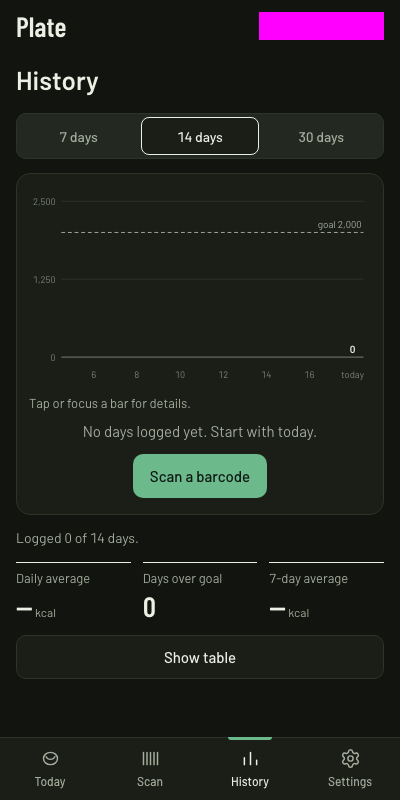 Plate
History
7 days 14 days 30 days
2,500
goal 2,000
1,250
0
0
6 8 10 12 14 16 today
Tap or focus a bar for details.
No days logged yet. Start with today.
Scan a barcode
Logged 0 of 14 days.
Daily average Days over goal 7-day average
– kcal 0 – kcal
Show table
Today Scan History Settings